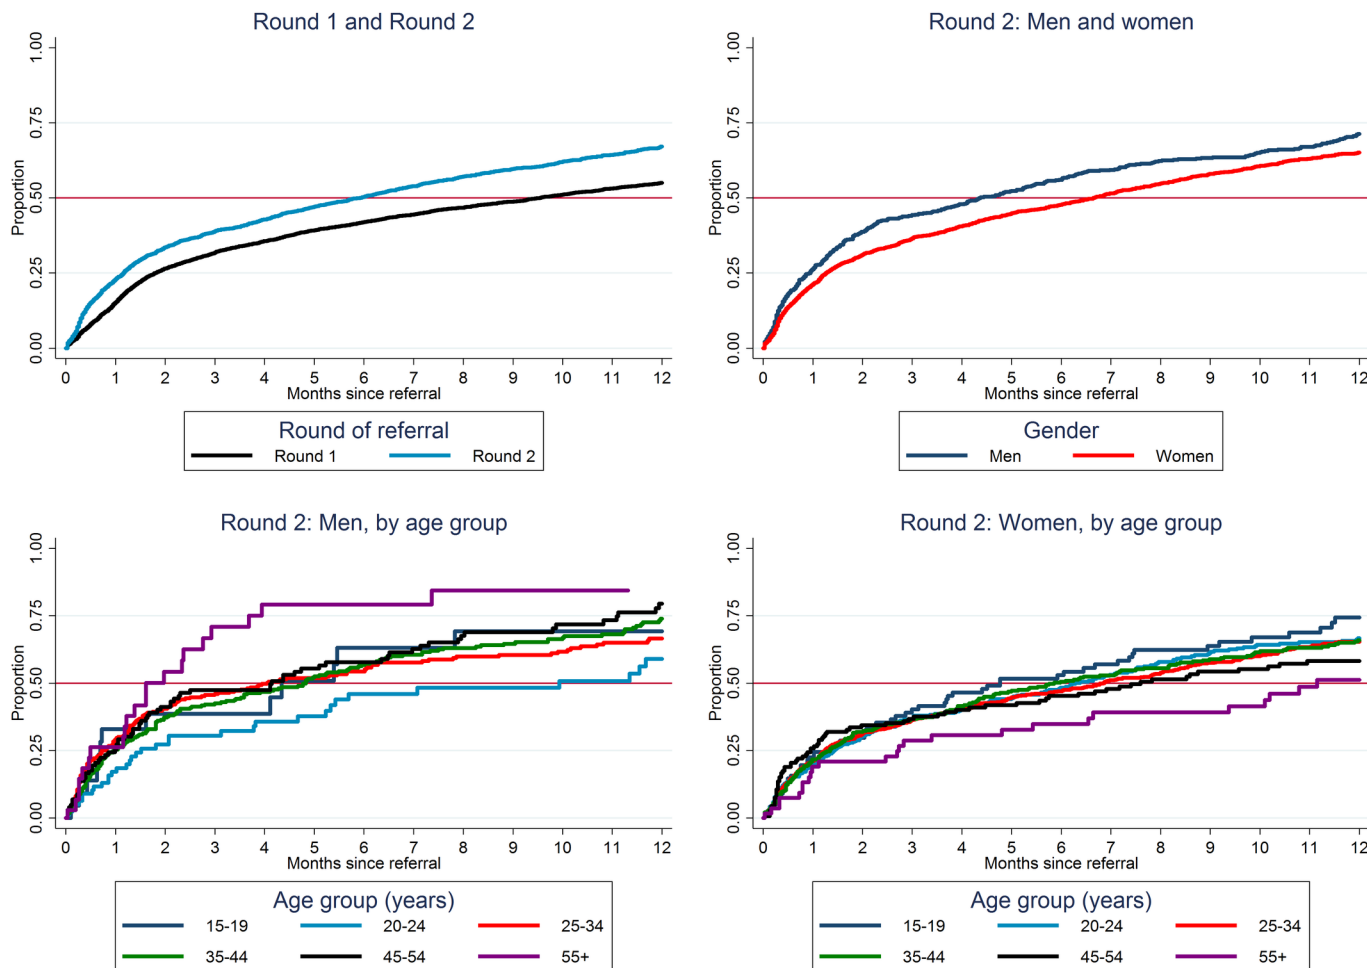 Round 1 and Round 2
Proportion
1.00
0.75
0.50
0.25
0.00
0 1 2 3 4 5 6 7 8 9 10 11 12
Months since referral
Round of referral
Round 1 Round 2
Round 2: Men and women
Proportion
1.00
0.75
0.50
0.25
0.00
0 1 2 3 4 5 6 7 8 9 10 11 12
Months since referral
Gender
Men Women
Round 2: Men, by age group
Proportion
1.00
0.75
0.50
0.25
0.00
0 1 2 3 4 5 6 7 8 9 10 11 12
Months since referral
Age group (years)
15-19 20-24 25-34
35-44 45-54 55+
Round 2: Women, by age group
Proportion
1.00
0.75
0.50
0.25
0.00
0 1 2 3 4 5 6 7 8 9 10 11 12
Months since referral
Age group (years)
15-19 20-24 25-34
35-44 45-54 55+